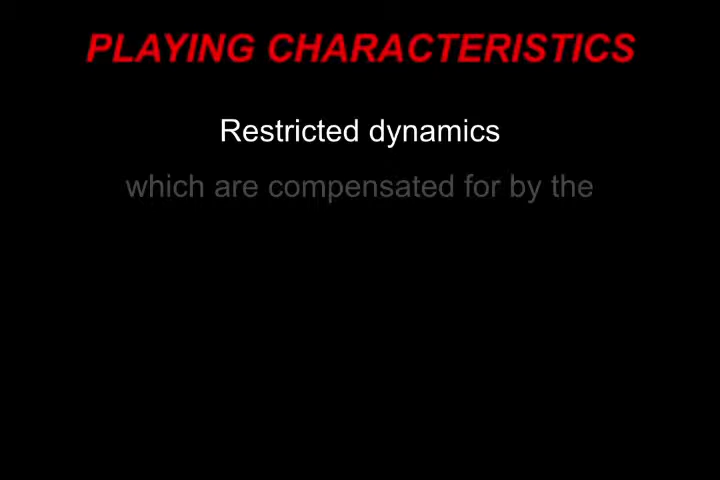 PLAYING CHARACTERISTICS
Restricted dynamics
which are compensated for by the